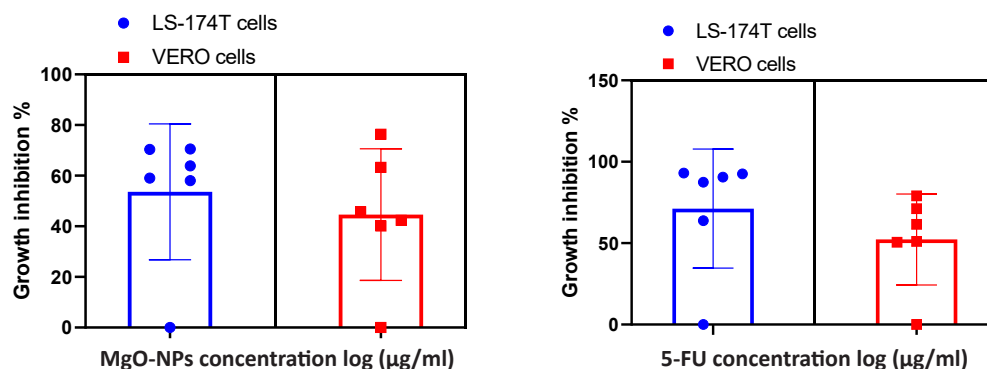 LS-174T cells
VERO cells
Growth inhibition %
100
80
60
40
20
0
MgO-NPs concentration log (µg/ml)
LS-174T cells
VERO cells
Growth inhibition %
150
100
50
0
5-FU concentration log (µg/ml)